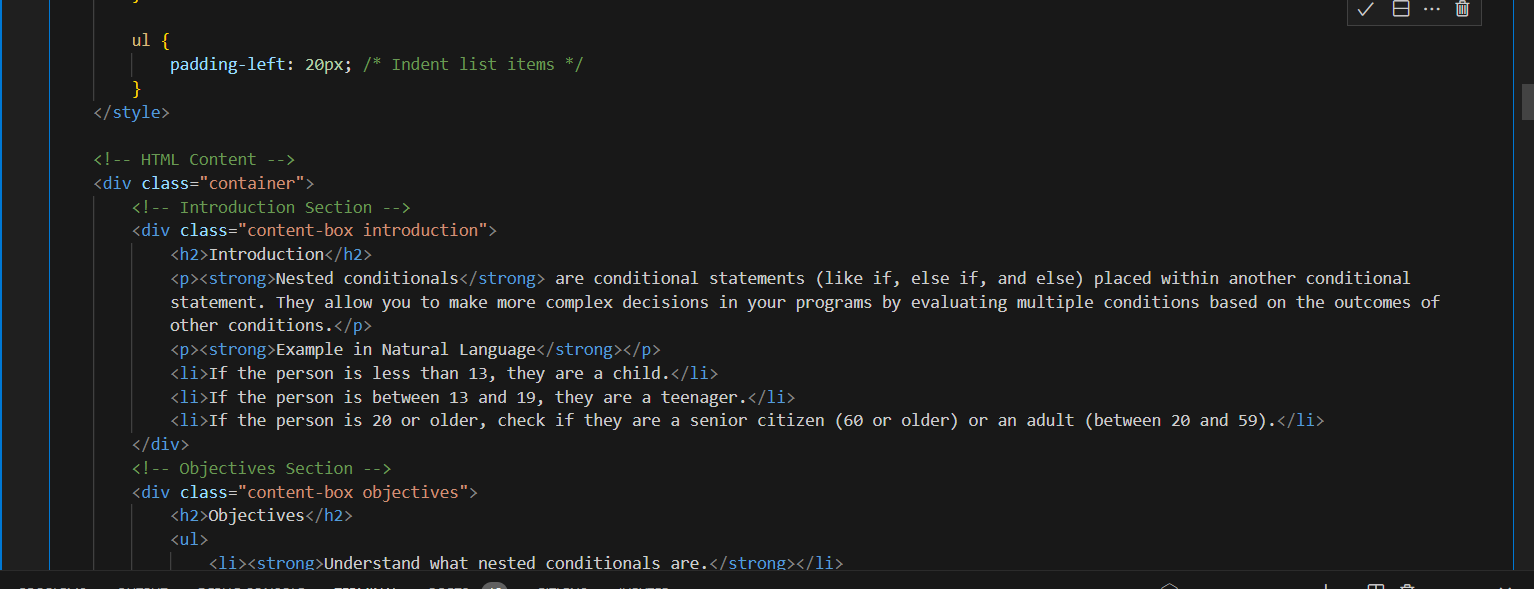 }
ul {
padding-left: 20px; /* Indent list items */
}
</style>
<!-- HTML Content -->
<div class="container">
<!-- Introduction Section -->
<div class="content-box introduction">
<h2>Introduction</h2>
<p><strong>Nested conditionals</strong> are conditional statements (like if, else if, and else) placed within another conditional
statement. They allow you to make more complex decisions in your programs by evaluating multiple conditions based on the outcomes of
other conditions.</p>
<p><strong>Example in Natural Language</strong></p>
<li>If the person is less than 13, they are a child.</li>
<li>If the person is between 13 and 19, they are a teenager.</li>
<li>If the person is 20 or older, check if they are a senior citizen (60 or older) or an adult (between 20 and 59).</li>
</div>
<!-- Objectives Section -->
<div class="content-box objectives">
<h2>Objectives</h2>
<ul>
<li><strong>Understand what nested conditionals are.</strong></li>